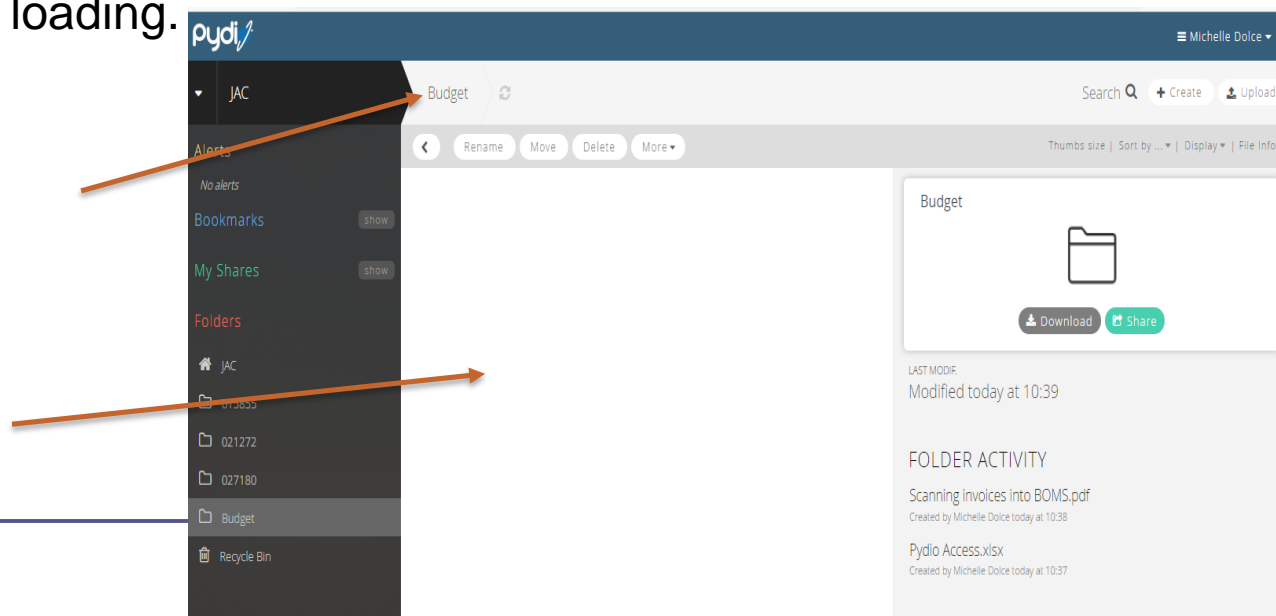 loading.
pydi
Michelle Dolce
JAC
Budget
Search
+ Create
Upload
Alerts
Rename
Move
Delete
More
Thumbs size | Sort by ... | Display | File Info
No alerts
Bookmarks
show
My Shares
show
Folders
JAC
021272
027180
Budget
Recycle Bin
Budget
Download
Share
LAST MODIF.
Modified today at 10:39
FOLDER ACTIVITY
Scanning invoices into BOMS.pdf
Created by Michelle Dolce today at 10:38
Pydio Access.xlsx
Created by Michelle Dolce today at 10:37